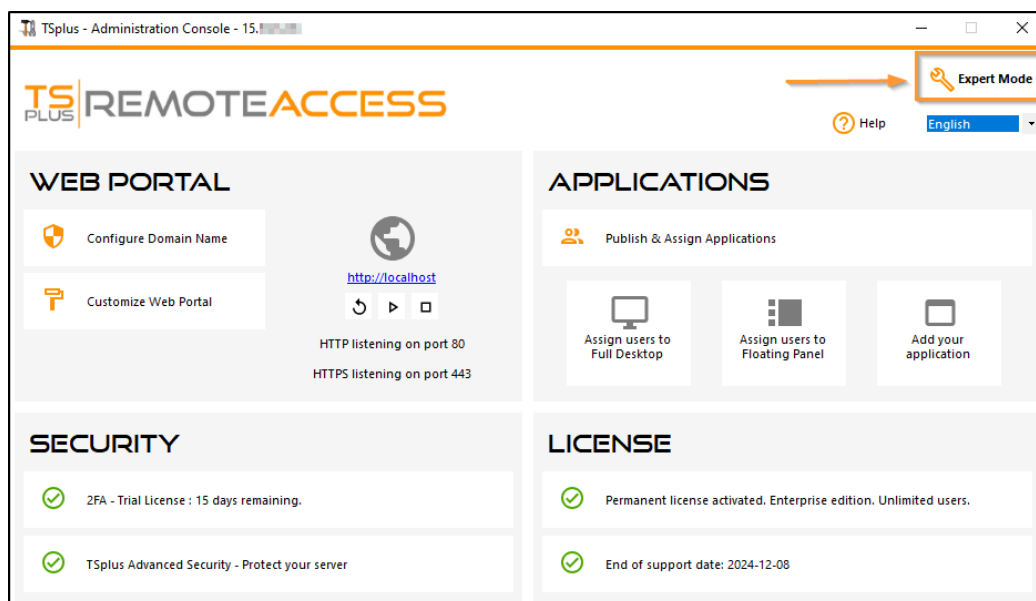 TSplus - Administration Console - 15.
Expert Mode
TS PLUS REMOTEACCESS
Help
English
WEB PORTAL
Configure Domain Name
Customize Web Portal
http://localhost
HTTP listening on port 80
HTTPS listening on port 443
APPLICATIONS
Publish & Assign Applications
Assign users to
Full Desktop
Assign users to
Floating Panel
Add your
application
SECURITY
2FA - Trial License : 15 days remaining.
TSplus Advanced Security - Protect your server
LICENSE
Permanent license activated. Enterprise edition. Unlimited users.
End of support date: 2024-12-08